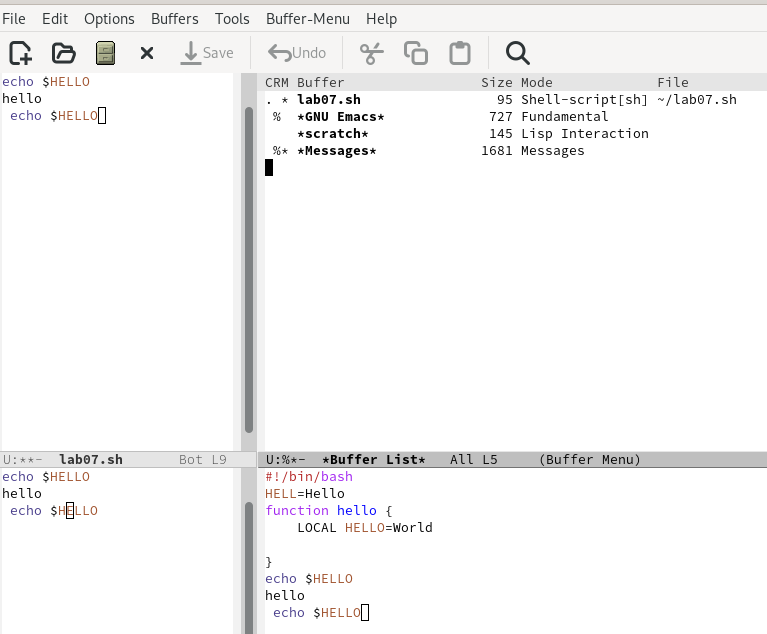 File Edit Options Buffers Tools Buffer-Menu Help
Save Undo
echo $HELLO
hello
 echo $HELLO
U:**-  lab07.sh       Bot L9
CRM Buffer                 Size Mode             File
. * lab07.sh                 95 Shell-script[sh] ~/lab07.sh
 %  *GNU Emacs*             727 Fundamental
    *scratch*               145 Lisp Interaction
 %* *Messages*             1681 Messages
U:%*-  *Buffer List*   All L5     (Buffer Menu)
echo $HELLO
hello
 echo $HELLO
#!/bin/bash
HELL=Hello
function hello {
    LOCAL HELLO=World
}
echo $HELLO
hello
 echo $HELLO